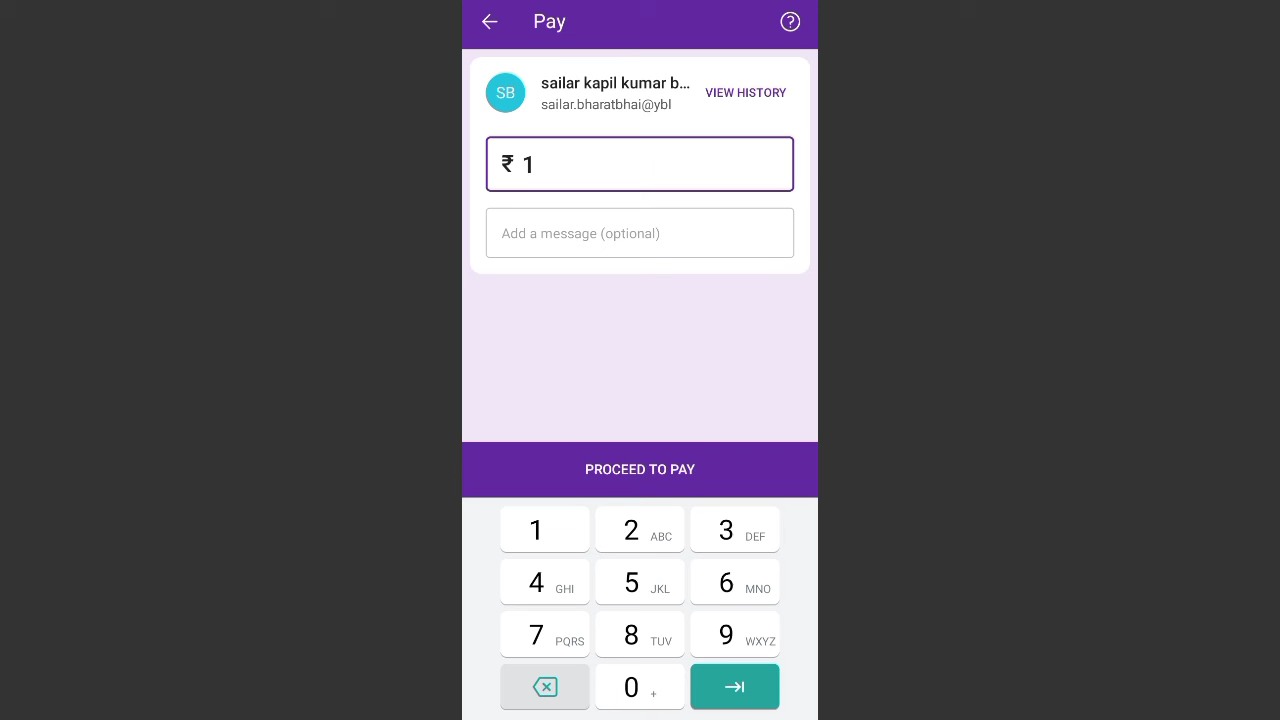 Pay
SB
sailar kapil kumar b...
sailar.bharatbhai@ybl
VIEW HISTORY
₹ 1
Add a message (optional)
PROCEED TO PAY
1
2 ABC
3 DEF
4 GHI
5 JKL
6 MNO
7 PQRS
8 TUV
9 WXYZ
0 +